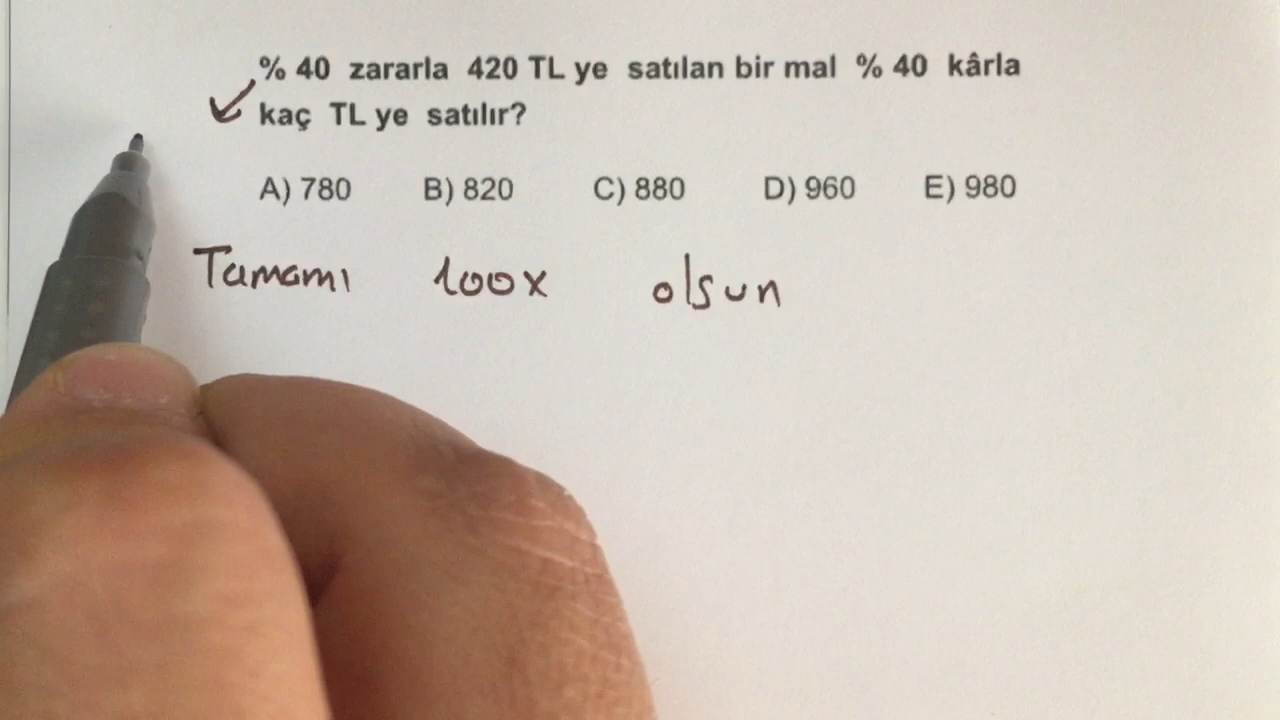 % 40 zararla 420 TL ye satılan bir mal % 40 kârla
kaç TL ye satılır?
A) 780 B) 820 C) 880 D) 960 E) 980
Tamamı 100x olsun